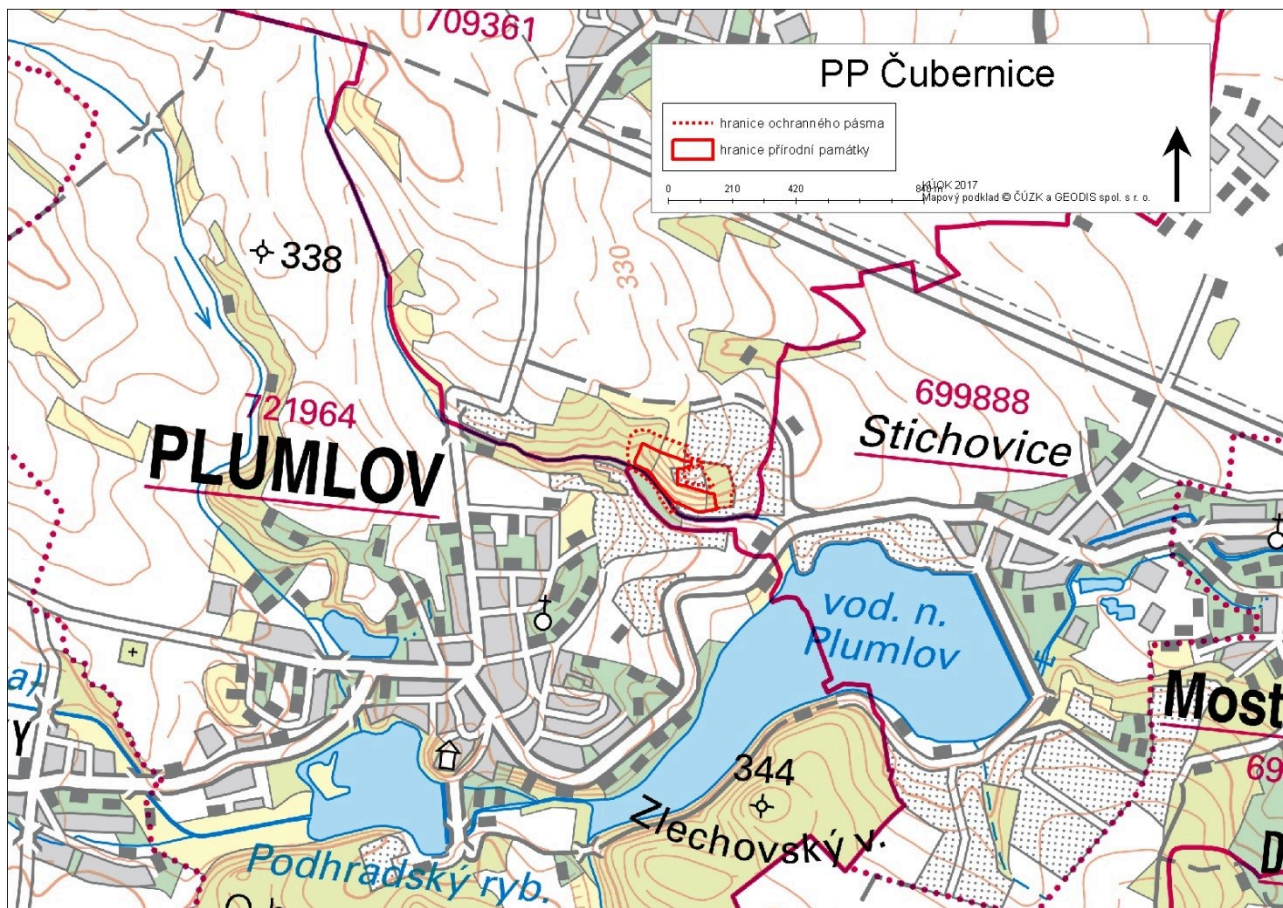 709361
PP Čubernice
hranice ochranného pásma
hranice přírodní památky
0 210 420 840 m
KÚOK 2017
Mapový podklad © ČÚZK a GEODIS spol. s r. o.
338
330
721964
PLUMLOV
699888
Stichovice
vod. n.
Plumlov
Most
69
a)
Y
344
Zlechovský v.
Podhradský ryb.
D